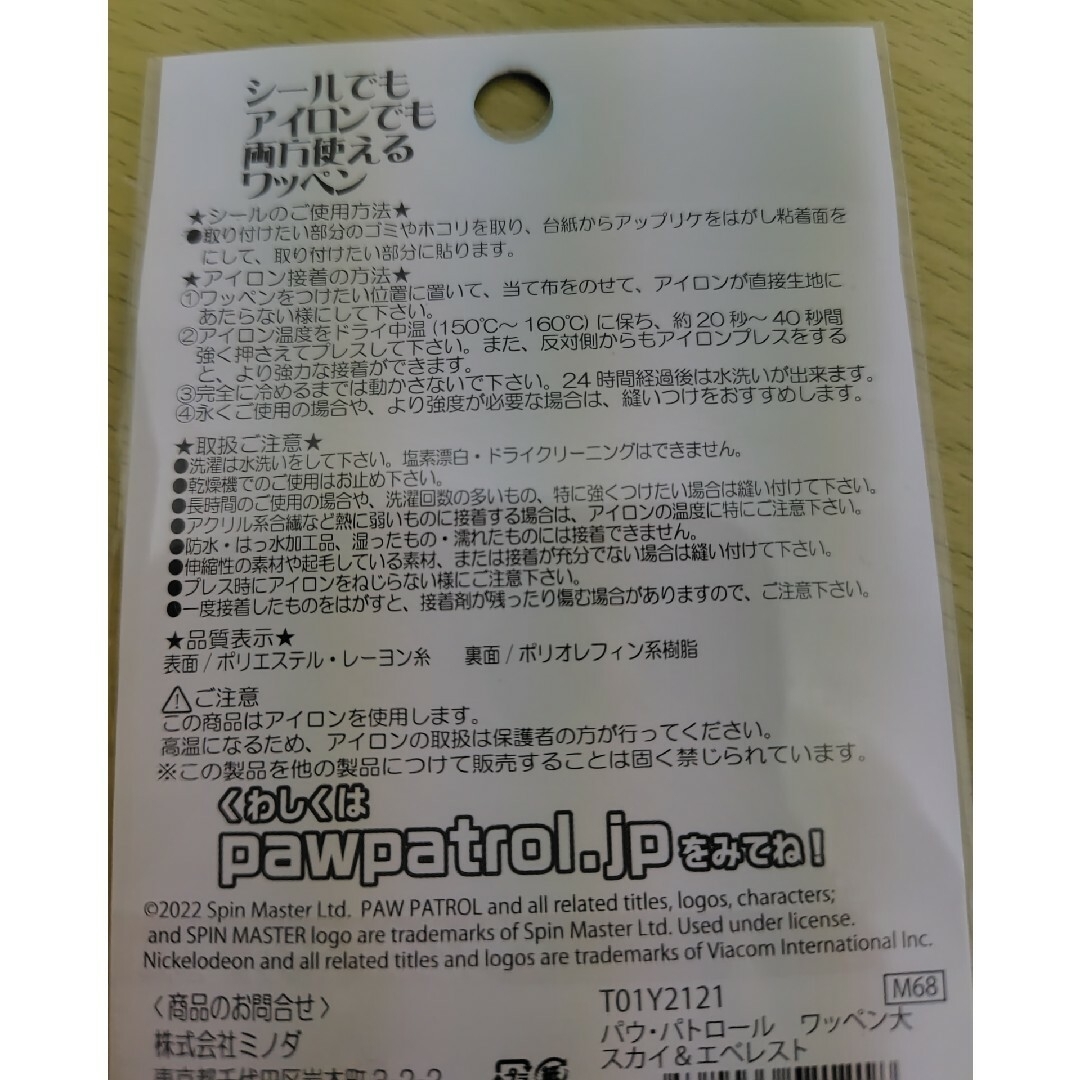 シールでも
アイロンでも
両方使える
ワッペン
★シールのご使用方法★
●取り付けたい部分のゴミやホコリを取り、台紙からアップリケをはがし粘着面を
にして、取り付けたい部分に貼ります。
★アイロン接着の方法★
①ワッペンをつけたい位置に置いて、当て布をのせて、アイロンが直接生地に
あたらない様にして下さい。
②アイロン温度をドライ中温(150℃〜160℃)に保ち、約20秒〜40秒間
強く押さえてプレスして下さい。また、反対側からもアイロンプレスをする
と、より強力な接着ができます。
③完全に冷めるまでは動かさないで下さい。24時間経過後は水洗いが出来ます。
④永くご使用の場合や、より強度が必要な場合は、縫いつけをおすすめします。
★取扱ご注意★
●洗濯は水洗いをして下さい。塩素漂白・ドライクリーニングはできません。
●乾燥機でのご使用はお止め下さい。
●長時間のご使用の場合や、洗濯回数の多いもの、特に強くつけたい場合は縫い付けて下さい。
●アクリル系合繊など熱に弱いものに接着する場合は、アイロンの温度に特にご注意下さい。
●防水・はっ水加工品、湿ったもの・濡れたものには接着できません。
●伸縮性の素材や起毛している素材、または接着が充分でない場合は縫い付けて下さい。
●プレス時にアイロンをねじらない様にご注意下さい。
●一度接着したものをはがすと、接着剤が残ったり傷む場合がありますので、ご注意下さい。
★品質表示★
表面/ポリエステル・レーヨン糸 裏面/ポリオレフィン系樹脂
⚠ご注意
この商品はアイロンを使用します。
高温になるため、アイロンの取扱は保護者の方が行ってください。
※この製品を他の製品につけて販売することは固く禁じられています。
くわしくは
pawpatrol.jpをみてね!
©2022 Spin Master Ltd. PAW PATROL and all related titles, logos, characters;
and SPIN MASTER logo are trademarks of Spin Master Ltd. Used under license.
Nickelodeon and all related titles and logos are trademarks of Viacom International Inc.
〈商品のお問合せ〉
株式会社ミノダ
東京都千代田区岩本町3-2-2
T01Y2121 M68
パウ・パトロール ワッペン大
スカイ&エベレスト